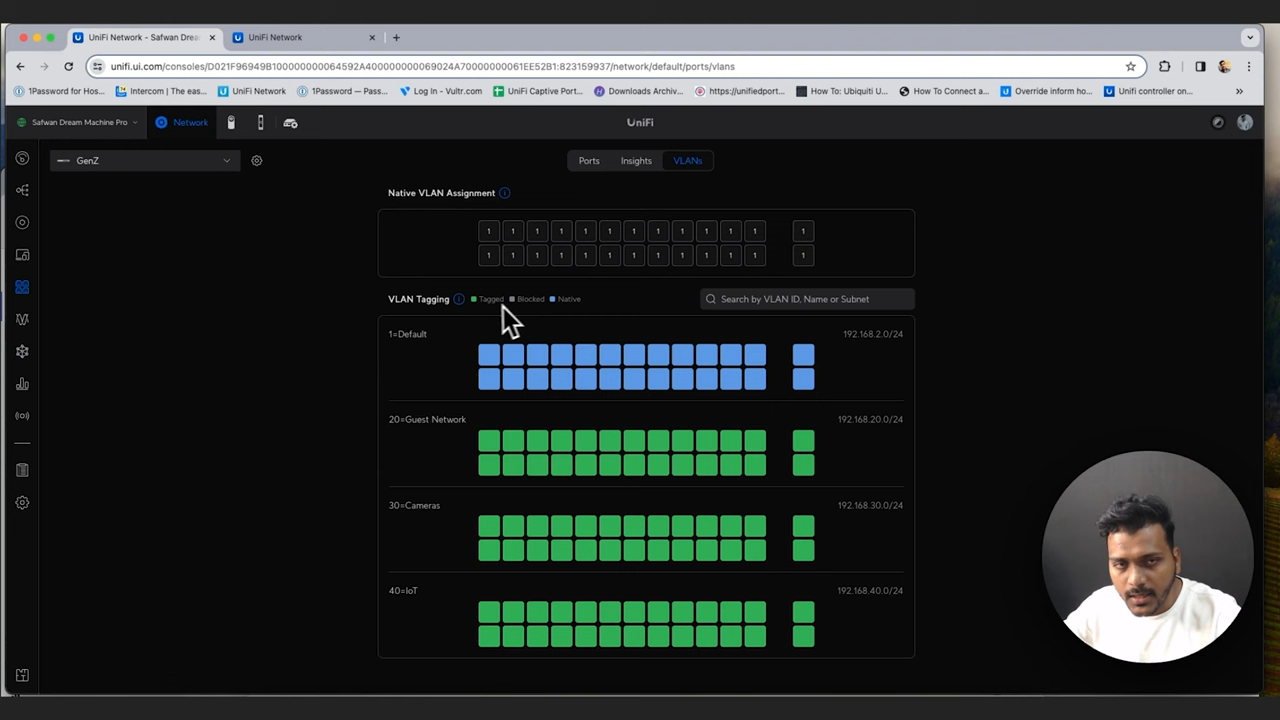 UniFi Network - Safwan Drea
UniFi Network
unifi.ui.com/consoles/D021F96949B10000000064592A40000000069024A70000000061EE52B1:823159937/network/default/ports/vlans
1Password for Hos...
Intercom | The eas...
UniFi Network
1Password — Pass...
Log In - Vultr.com
UniFi Captive Port...
Downloads Archiv...
https://unifiedport...
How To: Ubiquiti U...
How To Connect a...
Override inform ho...
Unifi controller on...
Safwan Dream Machine Pro
Network
UniFi
GenZ
Ports
Insights
VLANs
Native VLAN Assignment
1 1 1 1 1 1 1 1 1 1 1 1 1
1 1 1 1 1 1 1 1 1 1 1 1 1
VLAN Tagging
Tagged
Blocked
Native
Search by VLAN ID, Name or Subnet
1=Default
192.168.2.0/24
20=Guest Network
192.168.20.0/24
30=Cameras
192.168.30.0/24
40=IoT
192.168.40.0/24